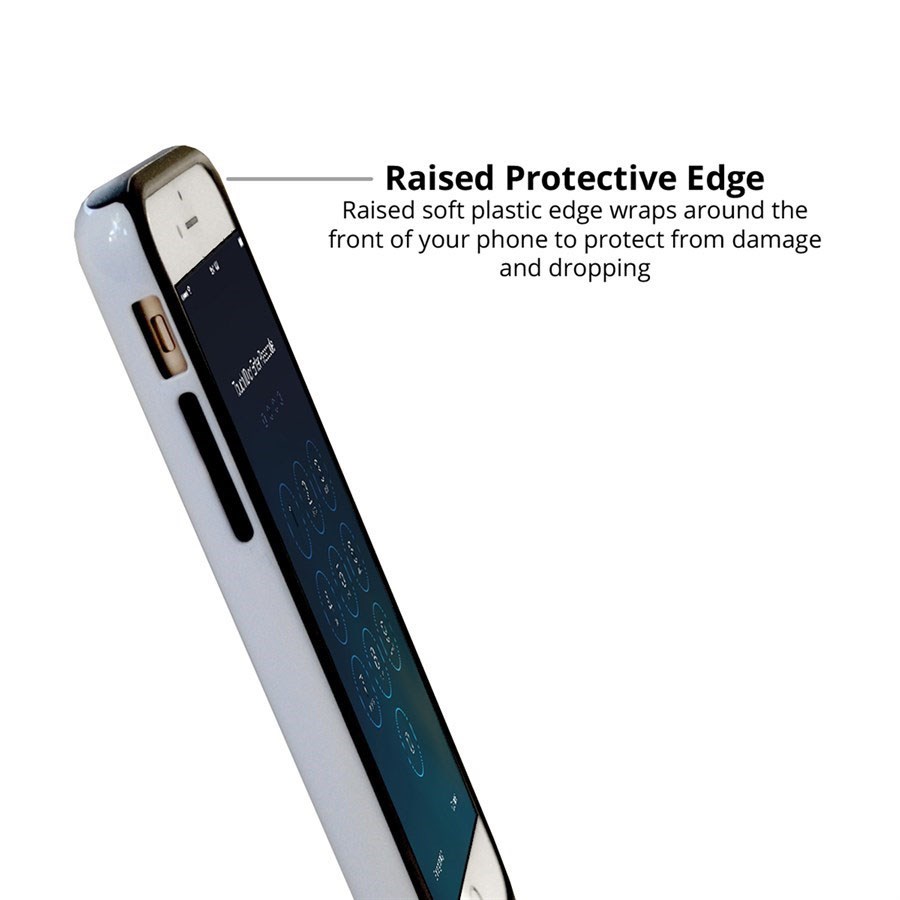 Raised Protective Edge
Raised soft plastic edge wraps around the
front of your phone to protect from damage
and dropping